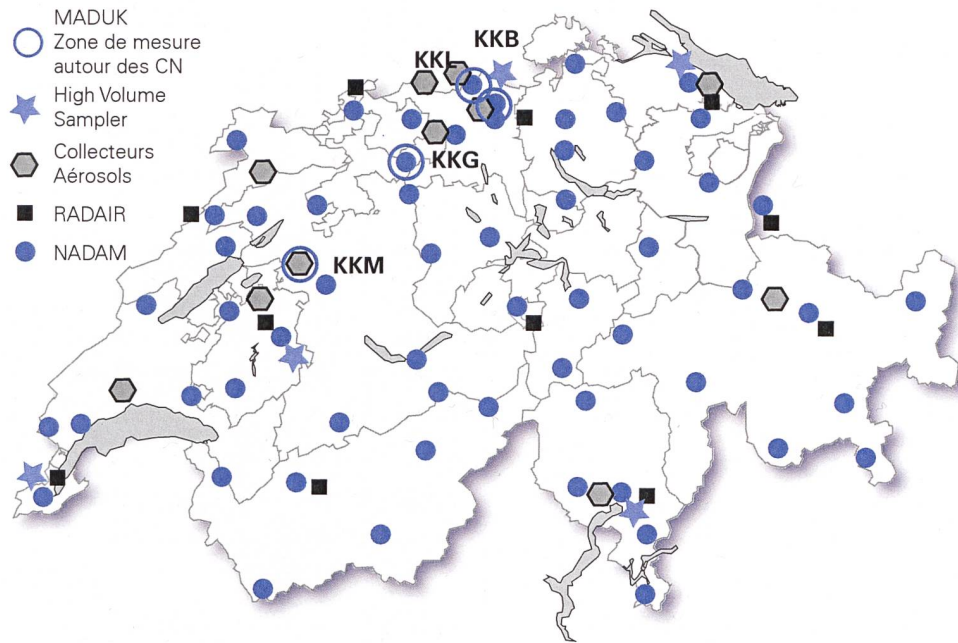 MADUK
Zone de mesure
autour des CN
High Volume
Sampler
Collecteurs
Aérosols
RADAIR
NADAM
KKB
KKL
KKG
KKM